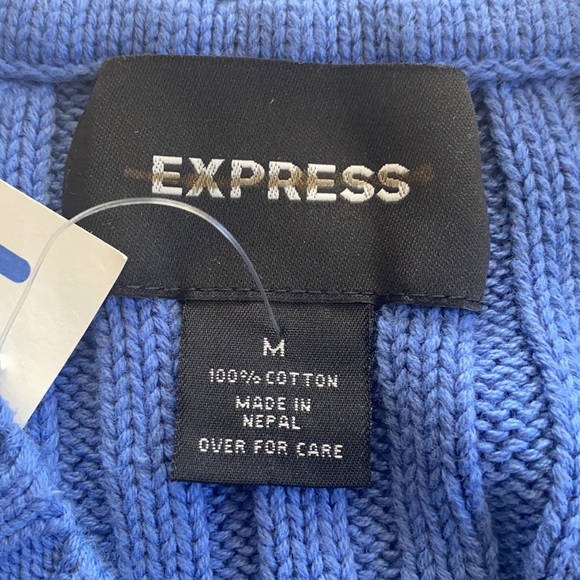 EXPRESS
M
100% COTTON
MADE IN
NEPAL
OVER FOR CARE